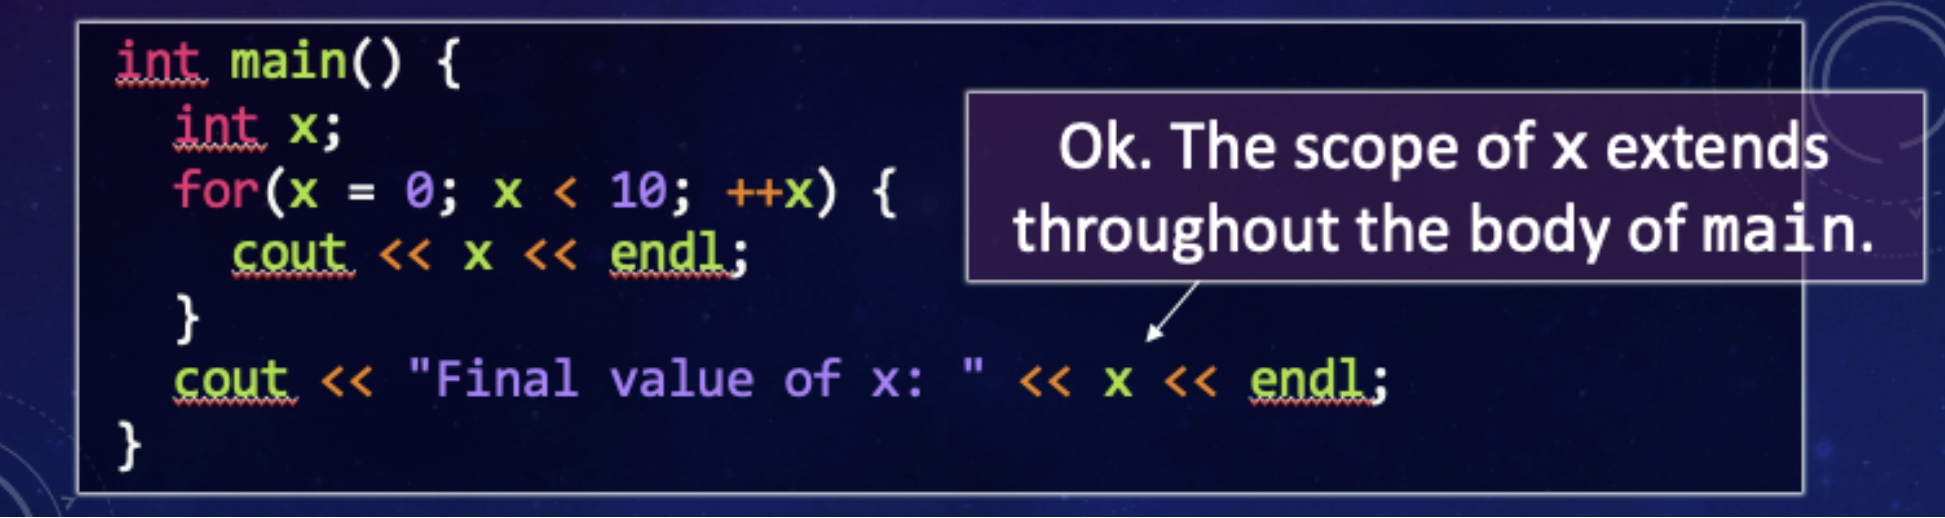 int main() {
int x;
for(x = 0; x < 10; ++x) {
cout << x << endl;
}
cout << "Final value of x: " << x << endl;
}
Ok. The scope of x extends
throughout the body of main.